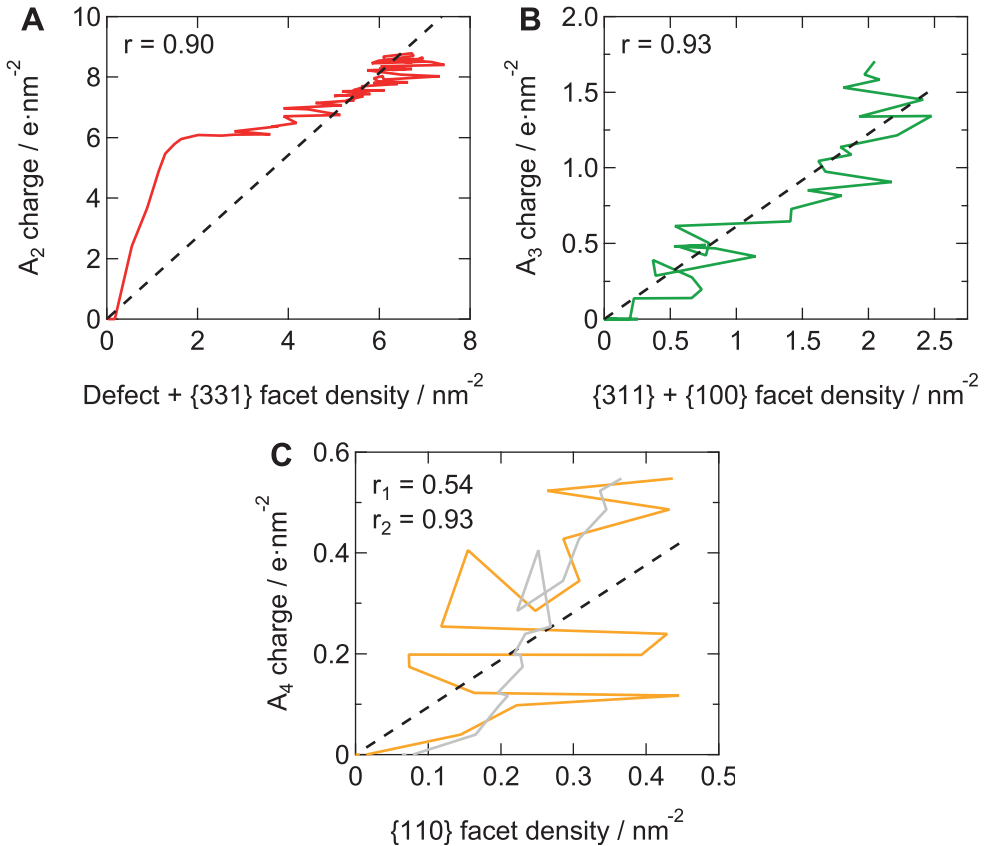 A
r = 0.90
A₂ charge / e·nm⁻²
10
8
6
4
2
0
0 2 4 6 8
Defect + {331} facet density / nm⁻²
B
r = 0.93
A₃ charge / e·nm⁻²
2.0
1.5
1.0
0.5
0
0 0.5 1 1.5 2 2.5
{311} + {100} facet density / nm⁻²
C
r₁ = 0.54
r₂ = 0.93
A₄ charge / e·nm⁻²
0.6
0.4
0.2
0
0 0.1 0.2 0.3 0.4 0.5
{110} facet density / nm⁻²